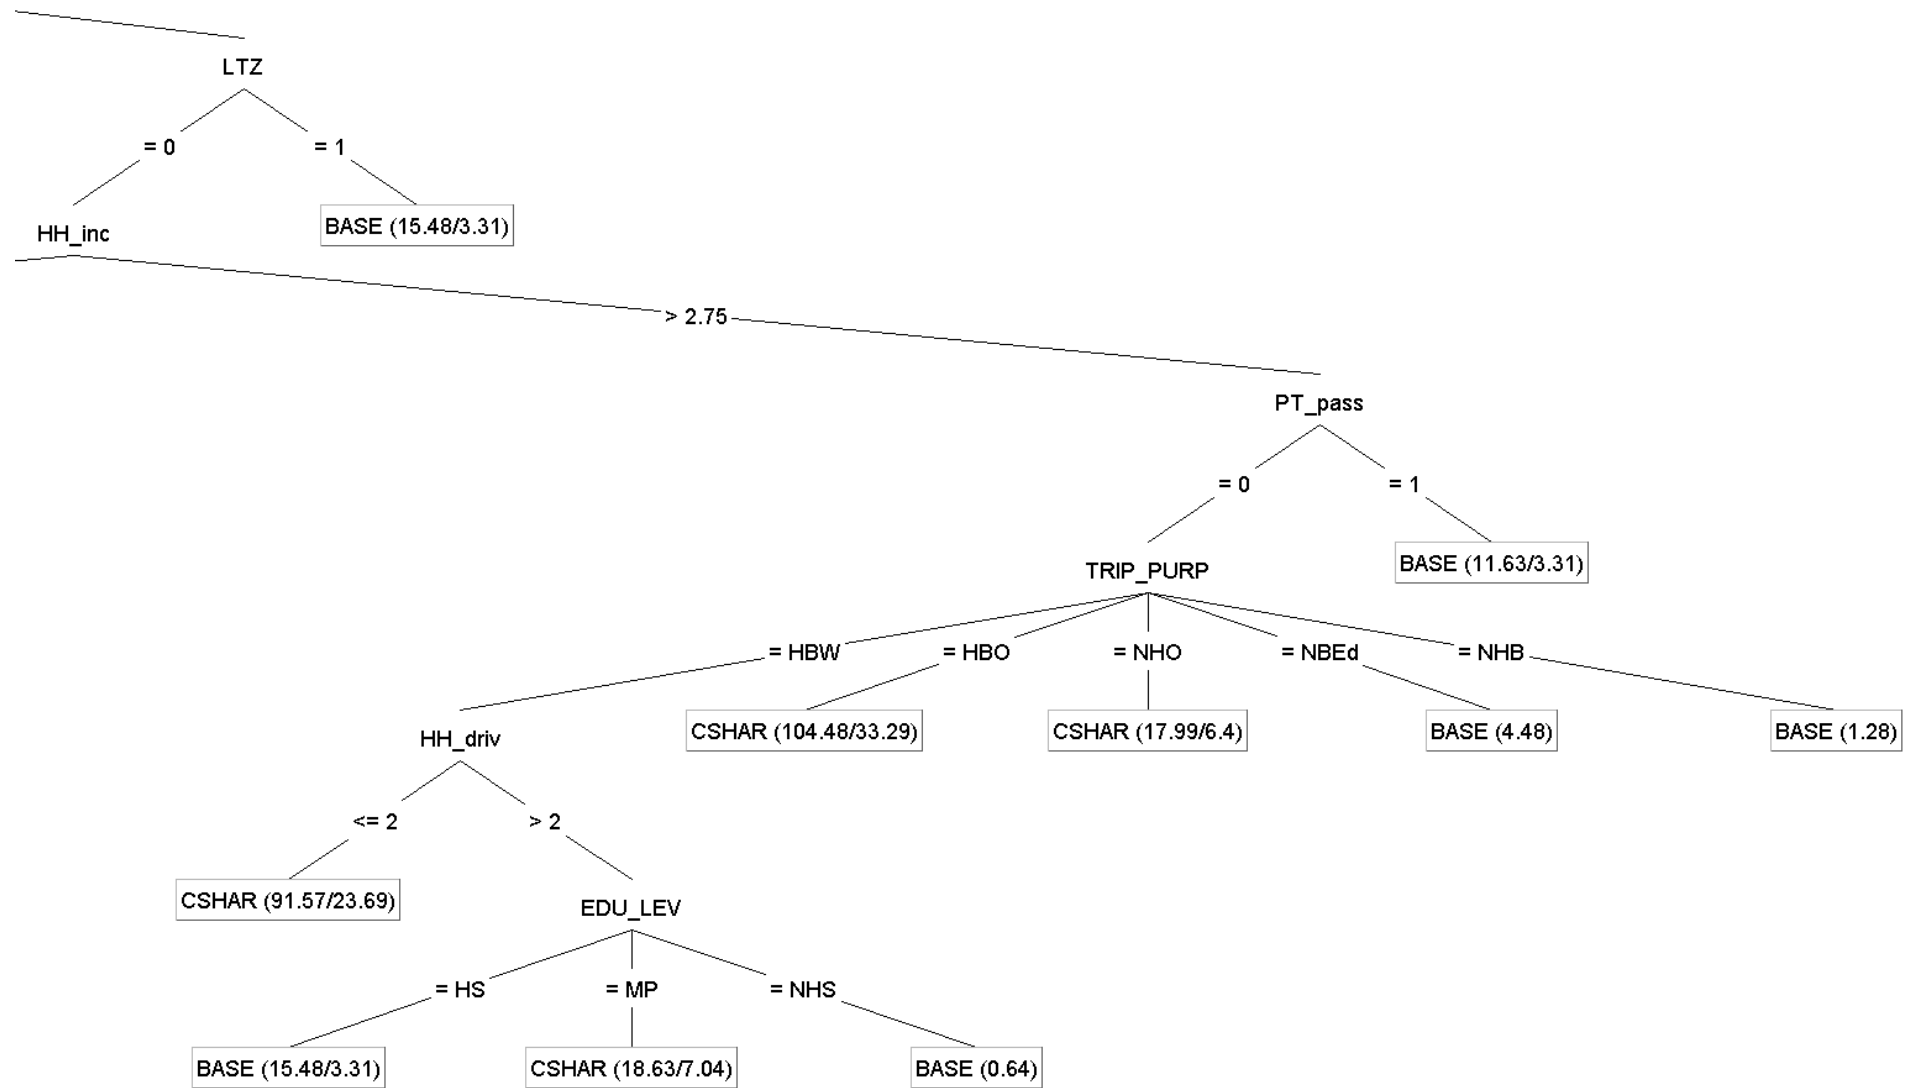 LTZ
= 0
= 1
BASE (15.48/3.31)
HH_inc
> 2.75
PT_pass
= 0
= 1
BASE (11.63/3.31)
TRIP_PURP
= HBW
= HBO
= NHO
= NBEd
= NHB
CSHAR (104.48/33.29)
CSHAR (17.99/6.4)
BASE (4.48)
BASE (1.28)
HH_driv
<= 2
> 2
CSHAR (91.57/23.69)
EDU_LEV
= HS
= MP
= NHS
BASE (15.48/3.31)
CSHAR (18.63/7.04)
BASE (0.64)